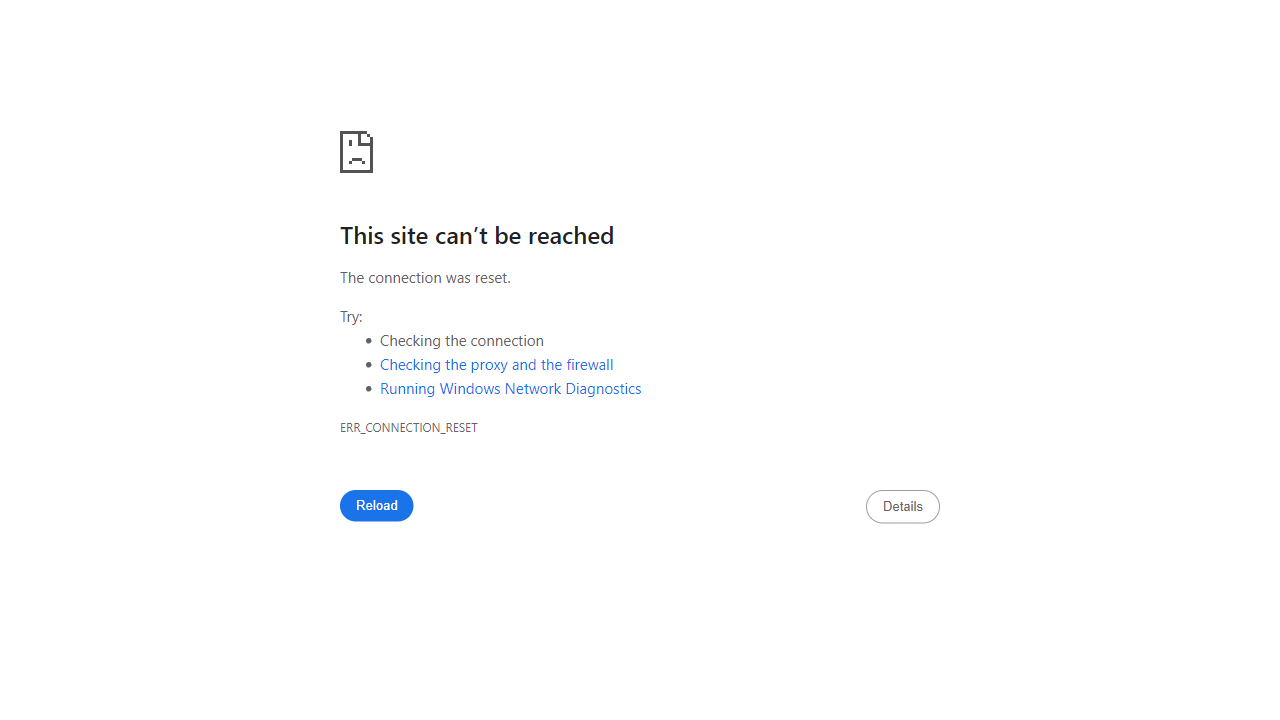 This site can’t be reached
The connection was reset.
Try:
Checking the connection
Checking the proxy and the firewall
Running Windows Network Diagnostics
ERR_CONNECTION_RESET
Reload
Details